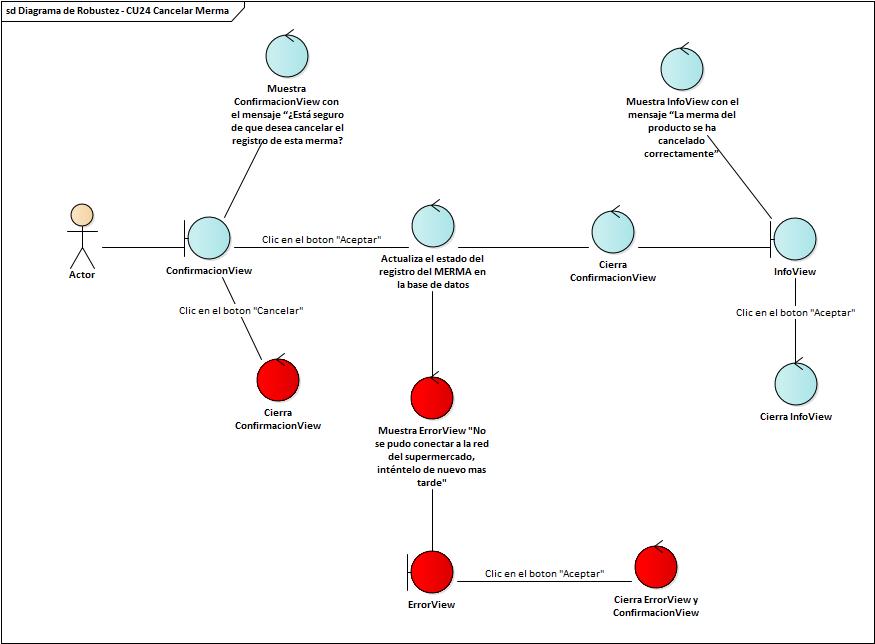 sd Diagrama de Robustez - CU24 Cancelar Merma
Muestra
ConfirmacionView con
el mensaje “¿Está seguro
de que desea cancelar el
registro de esta merma?
Muestra InfoView con el
mensaje “La merma del
producto se ha
cancelado
correctamente”
Actor
ConfirmacionView
Clic en el boton "Aceptar"
Actualiza el estado del
registro del MERMA en
la base de datos
Cierra
ConfirmacionView
InfoView
Clic en el boton "Cancelar"
Clic en el boton "Aceptar"
Cierra
ConfirmacionView
Muestra ErrorView "No
se pudo conectar a la red
del supermercado,
inténtelo de nuevo mas
tarde"
Cierra InfoView
ErrorView
Clic en el boton "Aceptar"
Cierra ErrorView y
ConfirmacionView